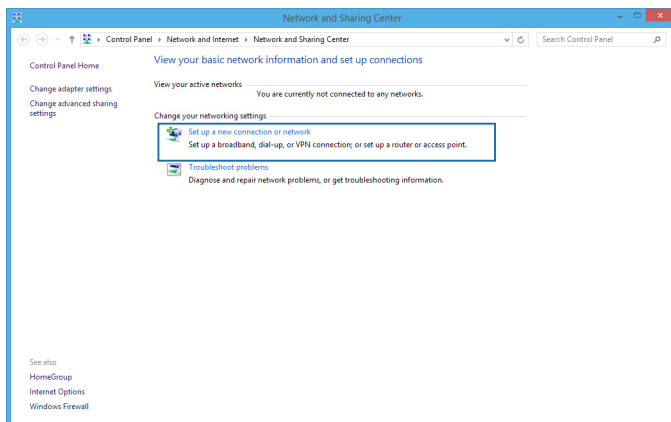 Network and Sharing Center
Control Panel Network and Internet Network and Sharing Center
Search Control Panel
Control Panel Home
Change adapter settings
Change advanced sharing
settings
View your basic network information and set up connections
View your active networks
You are currently not connected to any networks.
Change your networking settings
Set up a new connection or network
Set up a broadband, dial-up, or VPN connection; or set up a router or access point.
Troubleshoot problems
Diagnose and repair network problems, or get troubleshooting information.
See also
HomeGroup
Internet Options
Windows Firewall